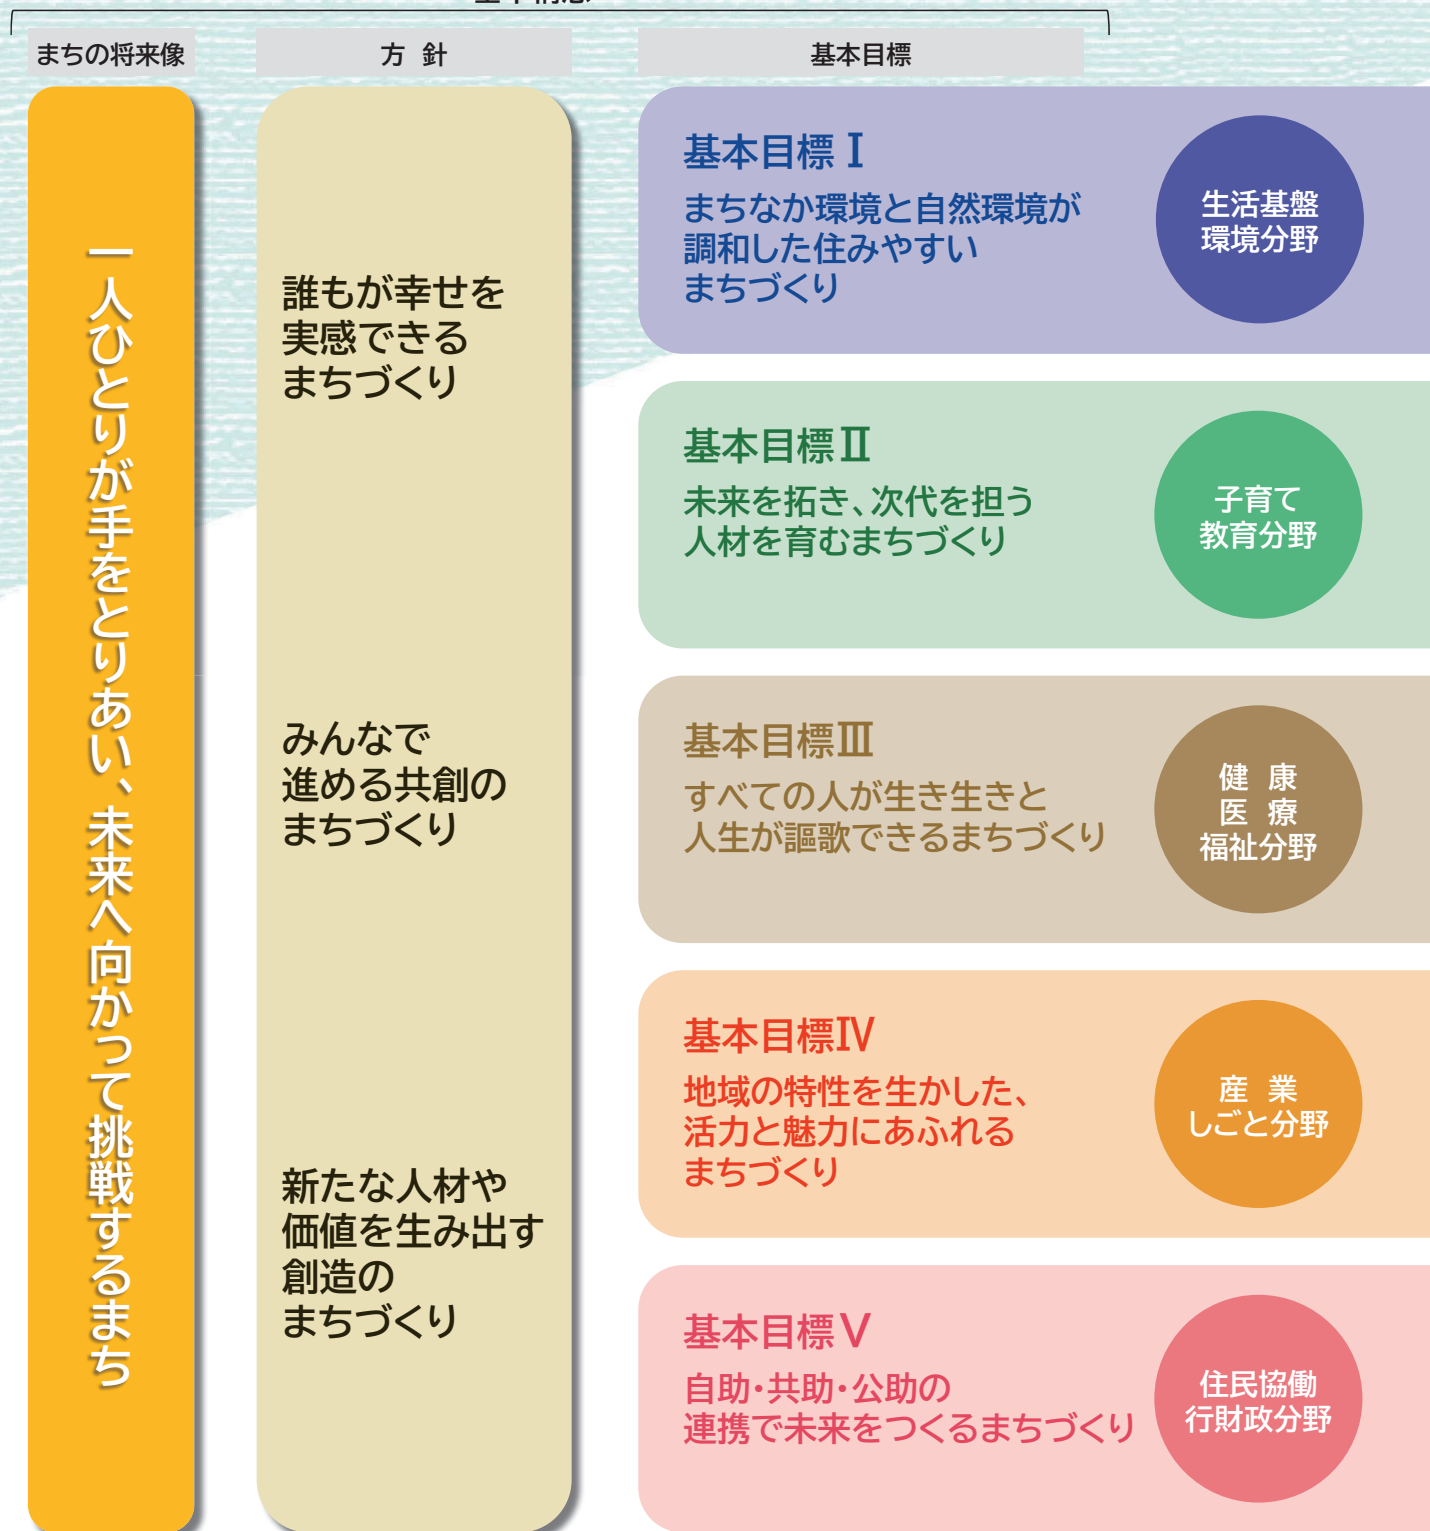 まちの将来像
方 針
基本目標
一人ひとりが手をとりあい、未来へ向かって挑戦するまち
誰もが幸せを
実感できる
まちづくり
みんなで
進める共創の
まちづくり
新たな人材や
価値を生み出す
創造の
まちづくり
基本目標Ⅰ
まちなか環境と自然環境が
調和した住みやすい
まちづくり
生活基盤
環境分野
基本目標Ⅱ
未来を拓き、次代を担う
人材を育むまちづくり
子育て
教育分野
基本目標Ⅲ
すべての人が生き生きと
人生が謳歌できるまちづくり
健 康
医 療
福祉分野
基本目標Ⅳ
地域の特性を生かした、
活力と魅力にあふれる
まちづくり
産 業
しごと分野
基本目標Ⅴ
自助・共助・公助の
連携で未来をつくるまちづくり
住民協働
行財政分野